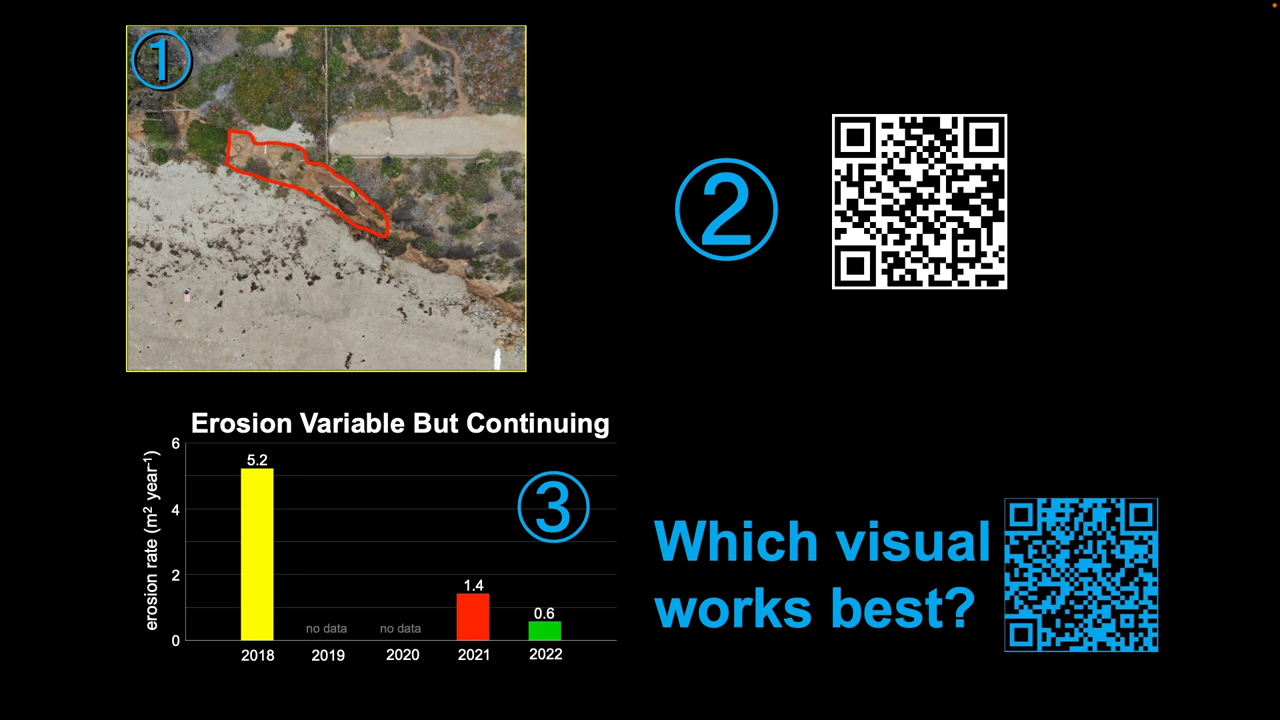 ①
②
Erosion Variable But Continuing
erosion rate (m² year⁻¹)
6
4
2
0
5.2
no data
no data
1.4
0.6
③
2018
2019
2020
2021
2022
Which visual
works best?